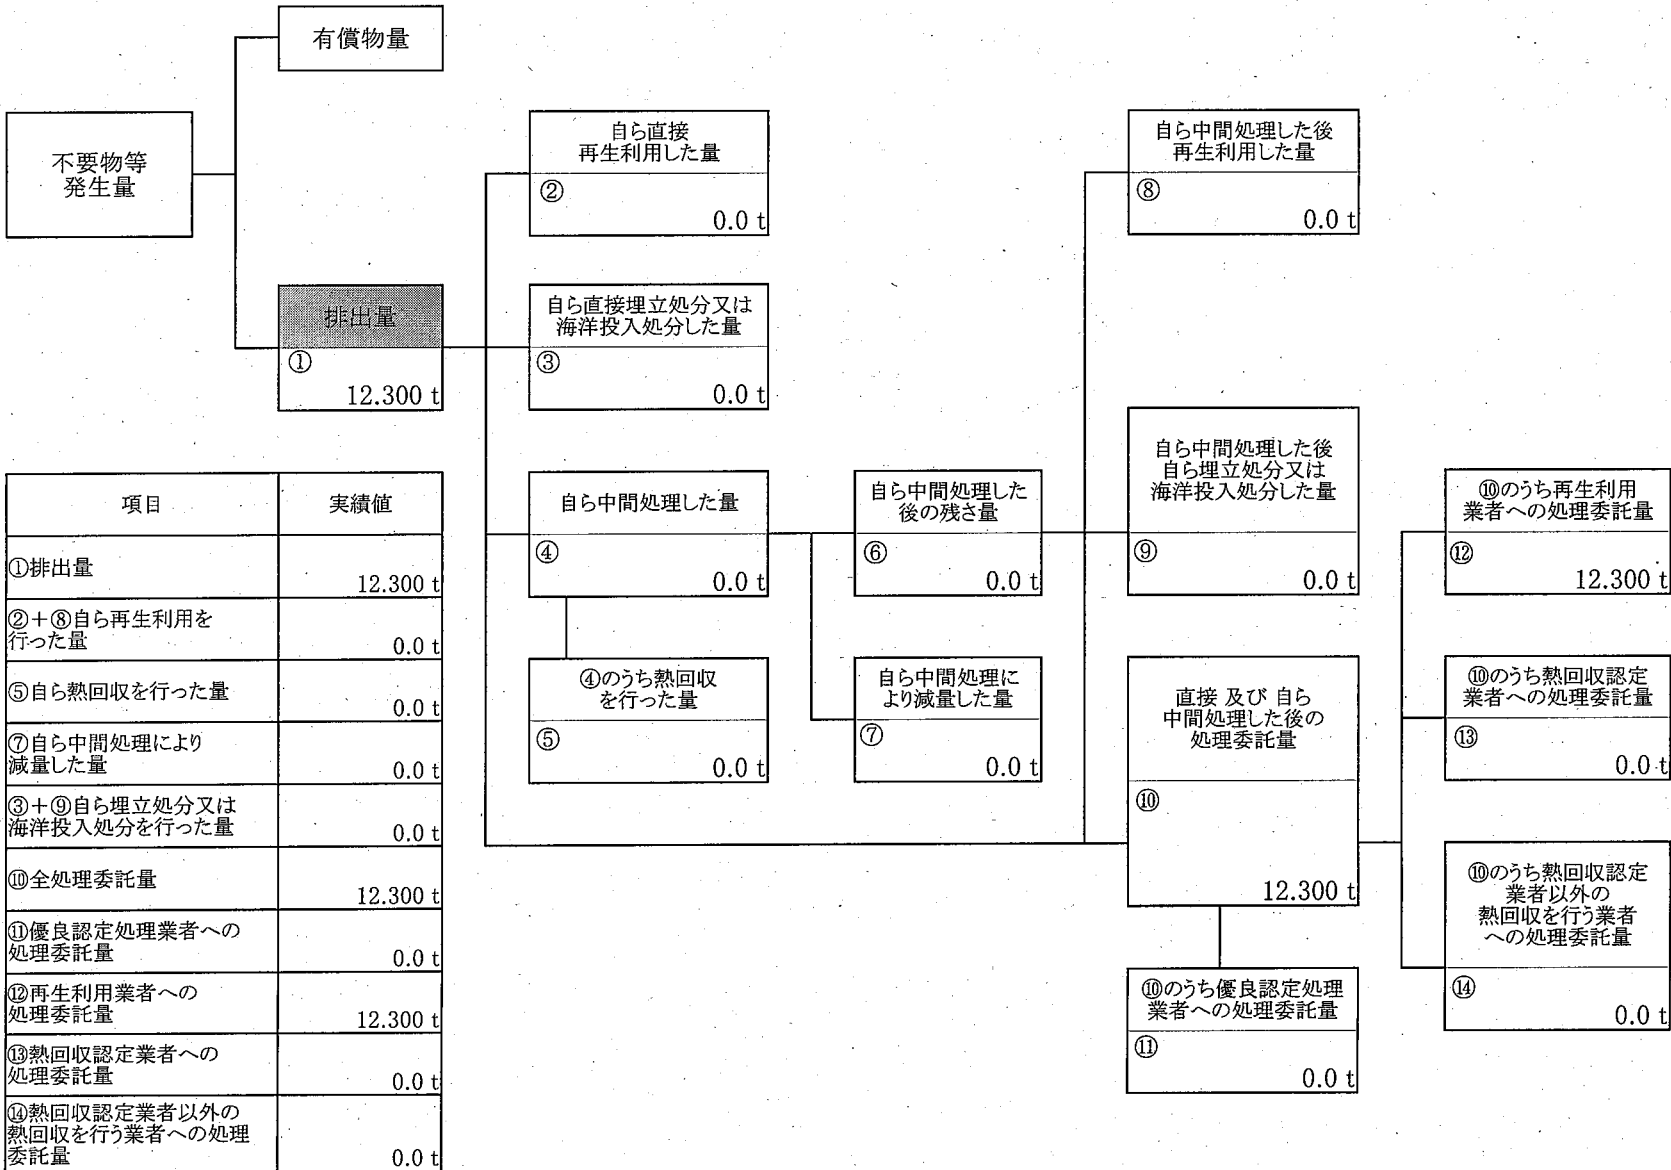 有償物量
不要物等
発生量
排出量
①
12.300 t
自ら直接
再生利用した量
②
0.0 t
自ら直接埋立処分又は
海洋投入処分した量
③
0.0 t
自ら中間処理した量
④
0.0 t
④のうち熱回収
を行った量
⑤
0.0 t
自ら中間処理した
後の残さ量
⑥
0.0 t
自ら中間処理に
より減量した量
⑦
0.0 t
自ら中間処理した後
再生利用した量
⑧
0.0 t
自ら中間処理した後
自ら埋立処分又は
海洋投入処分した量
⑨
0.0 t
直接 及び 自ら
中間処理した後の
処理委託量
⑩
12.300 t
⑩のうち優良認定処理
業者への処理委託量
⑪
0.0 t
⑩のうち再生利用
業者への処理委託量
⑫
12.300 t
⑩のうち熱回収認定
業者への処理委託量
⑬
0.0 t
⑩のうち熱回収認定
業者以外の
熱回収を行う業者
への処理委託量
⑭
0.0 t
項目 実績値
①排出量
12.300 t
②+⑧自ら再生利用を
行った量
0.0 t
⑤自ら熱回収を行った量
0.0 t
⑦自ら中間処理により
減量した量
0.0 t
③+⑨自ら埋立処分又は
海洋投入処分を行った量
0.0 t
⑩全処理委託量
12.300 t
⑪優良認定処理業者への
処理委託量
0.0 t
⑫再生利用業者への
処理委託量
12.300 t
⑬熱回収認定業者への
処理委託量
0.0 t
⑭熱回収認定業者以外の
熱回収を行う業者への処理
委託量
0.0 t